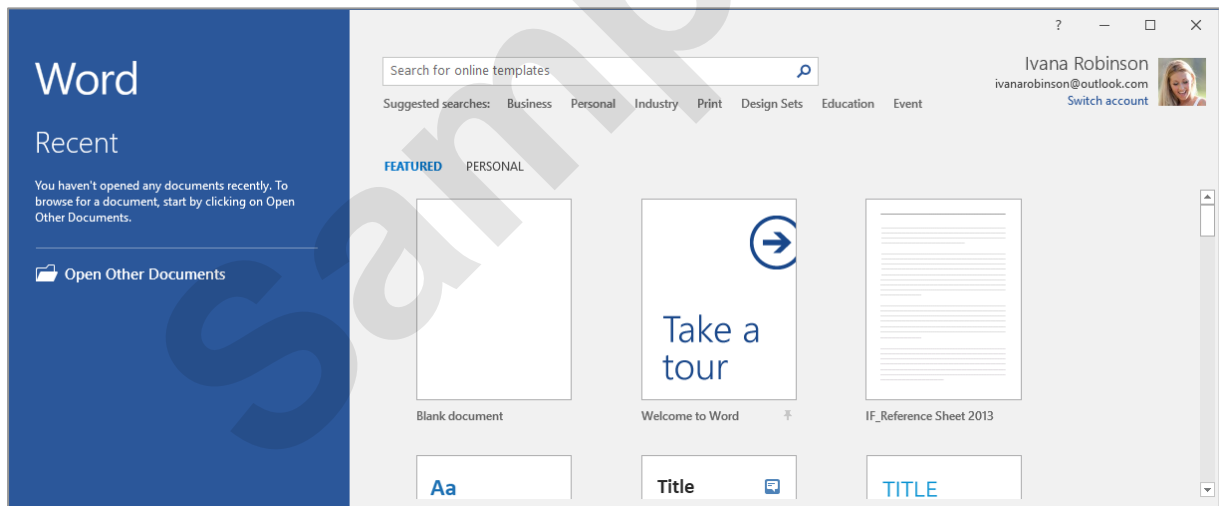 ?
Word
Search for online templates
Ivana Robinson
ivanarobinson@outlook.com
Suggested searches: Business Personal Industry Print Design Sets Education Event
Switch account
Recent
FEATURED PERSONAL
You haven't opened any documents recently. To
browse for a document, start by clicking on Open
Other Documents.
Open Other Documents
Take a
tour
Blank document
Welcome to Word
IF_Reference Sheet 2013
Aa
Title
TITLE
Samp